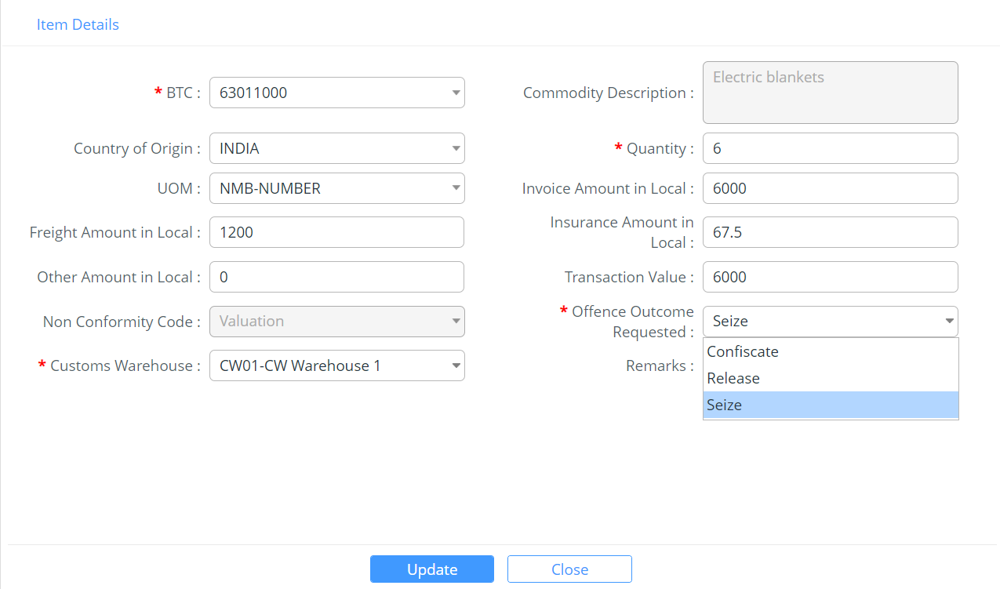 Item Details
* BTC : 63011000
Commodity Description : Electric blankets
Country of Origin : INDIA
* Quantity : 6
UOM : NMB-NUMBER
Invoice Amount in Local : 6000
Freight Amount in Local : 1200
Insurance Amount in
Local : 67.5
Other Amount in Local : 0
Transaction Value : 6000
Non Conformity Code : Valuation
* Offence Outcome
Requested : Seize
* Customs Warehouse : CW01-CW Warehouse 1
Remarks :
Confiscate
Release
Seize
Update
Close